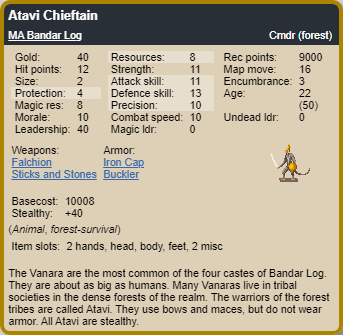 Atavi Chieftain
MA Bandar Log Cmdr (forest)
Gold: 40 Resources: 8 Rec points: 9000
Hit points: 12 Strength: 11 Map move: 16
Size: 2 Attack skill: 11 Encumbrance: 3
Protection: 4 Defence skill: 13 Age: 22
Magic res: 8 Precision: 10 (50)
Morale: 10 Combat speed: 10 Undead ldr: 0
Leadership: 40 Magic ldr: 0
Weapons: Armor:
Falchion Iron Cap
Sticks and Stones Buckler
Basecost: 10008
Stealthy: +40
(Animal, forest-survival)
Item slots: 2 hands, head, body, feet, 2 misc
The Vanara are the most common of the four castes of Bandar Log.
They are about as big as humans. Many Vanaras live in tribal
societies in the dense forests of the realm. The warriors of the forest
tribes are called Atavi. They use bows and maces, but do not wear
armor. All Atavi are stealthy.